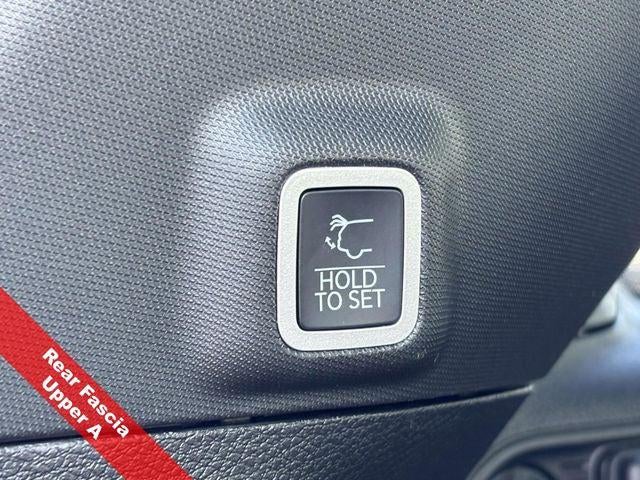 HOLD
TO SET
Rear Fascia
Upper A